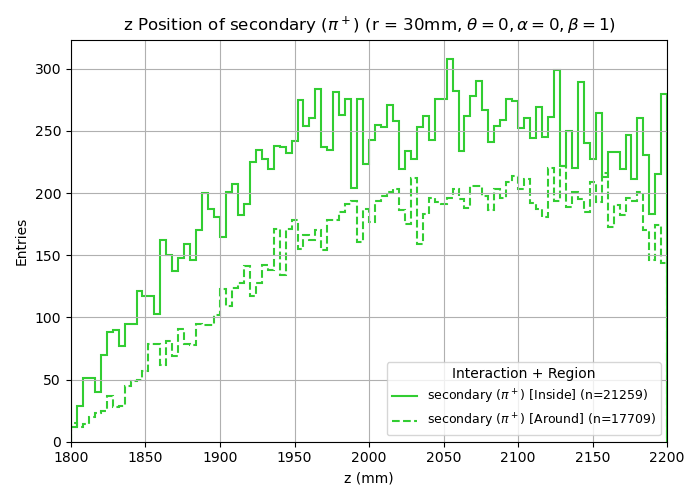 z Position of secondary (π⁺) (r = 30mm, θ = 0, α = 0, β = 1)
Entries
300
250
200
150
100
50
0
1800 1850 1900 1950 2000 2050 2100 2150 2200
z (mm)
Interaction + Region
secondary (π⁺) [Inside] (n=21259)
secondary (π⁺) [Around] (n=17709)